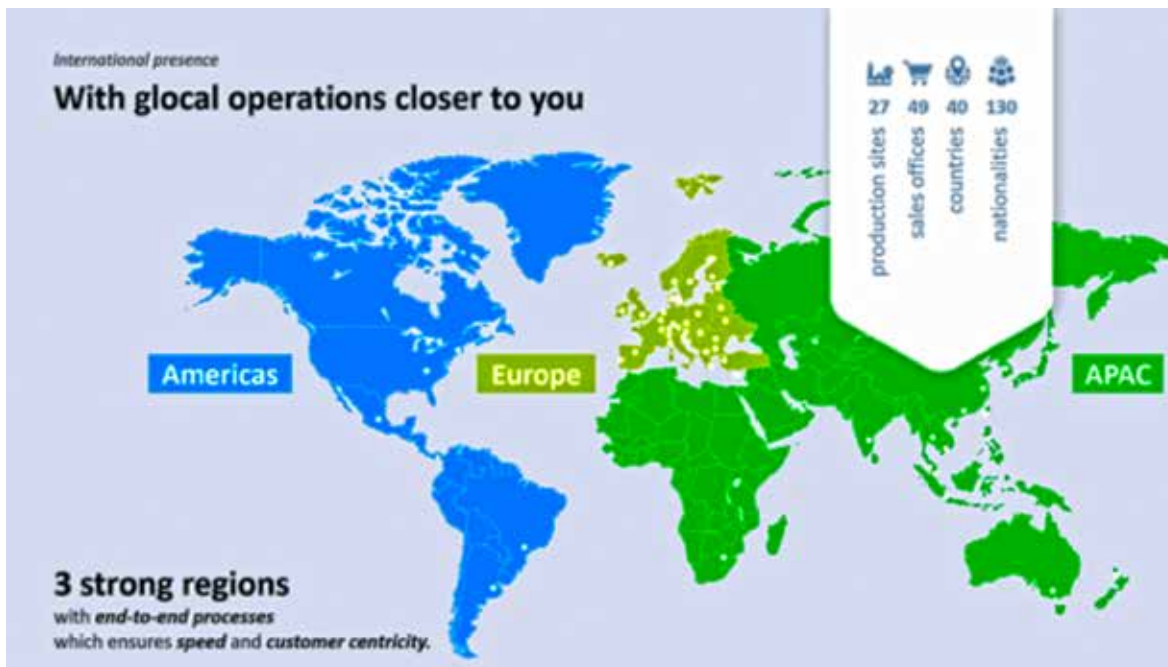 International presence
With glocal operations closer to you
27 production sites
49 sales offices
40 countries
130 nationalities
Americas
Europe
APAC
3 strong regions
with end-to-end processes
which ensures speed and customer centricity.